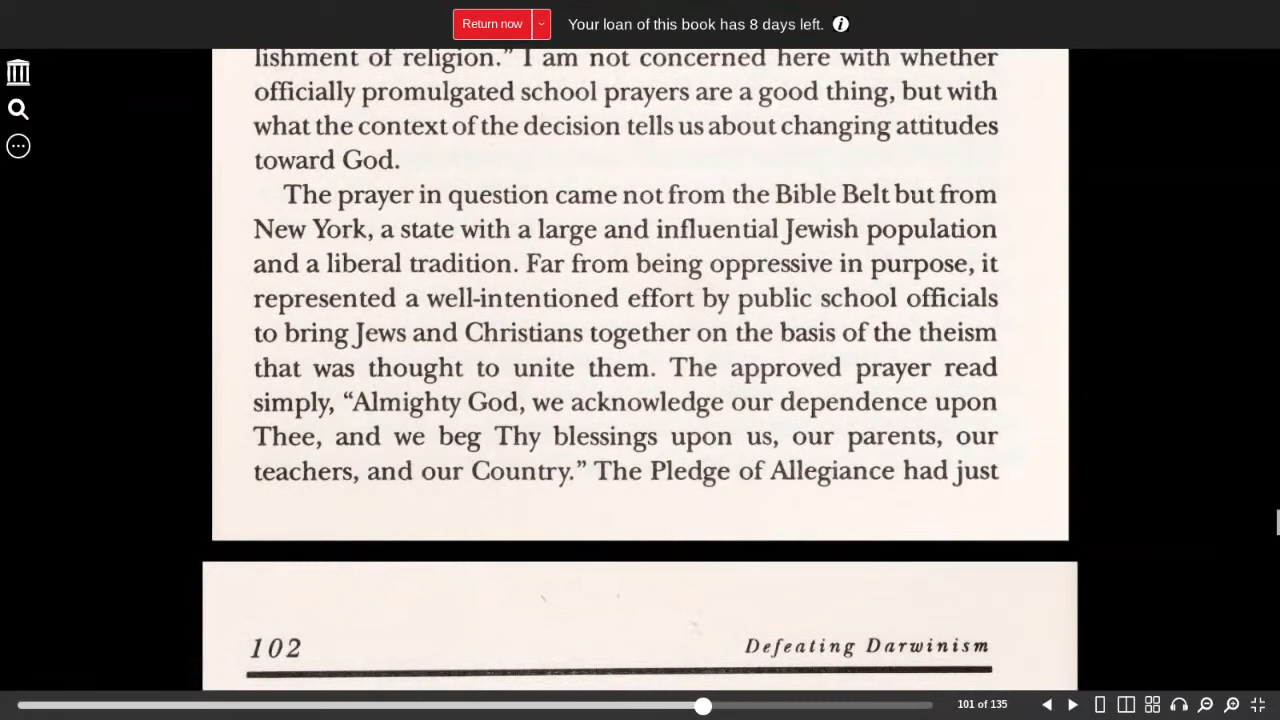 Return now
Your loan of this book has 8 days left.
lishment of religion.” I am not concerned here with whether
officially promulgated school prayers are a good thing, but with
what the context of the decision tells us about changing attitudes
toward God.
The prayer in question came not from the Bible Belt but from
New York, a state with a large and influential Jewish population
and a liberal tradition. Far from being oppressive in purpose, it
represented a well-intentioned effort by public school officials
to bring Jews and Christians together on the basis of the theism
that was thought to unite them. The approved prayer read
simply, “Almighty God, we acknowledge our dependence upon
Thee, and we beg Thy blessings upon us, our parents, our
teachers, and our Country.” The Pledge of Allegiance had just
102
Defeating Darwinism
101 of 135